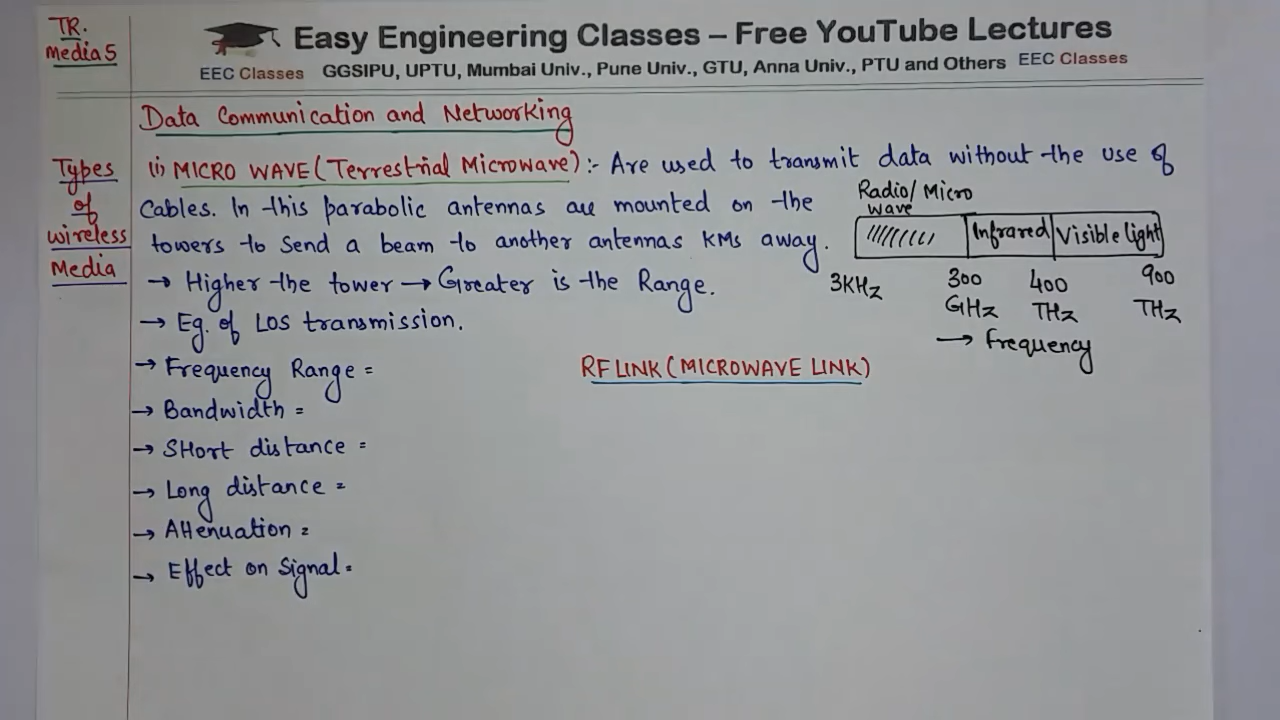 TR.
media 5
Easy Engineering Classes – Free YouTube Lectures
EEC Classes GGSIPU, UPTU, Mumbai Univ., Pune Univ., GTU, Anna Univ., PTU and Others EEC Classes
Data Communication and Networking
Types
of
wireless
Media
(i) MICRO WAVE (Terrestrial Microwave) :- Are used to transmit data without the use of
Cables. In this parabolic antennas are mounted on the
towers to send a beam to another antennas KMs away.
→ Higher the tower → Greater is the Range.
→ Eg. of LOS transmission.
→ Frequency Range =
→ Bandwidth =
→ SHort distance =
→ Long distance =
→ Attenuation =
→ Effect on Signal =
Radio/Micro
wave
Infrared Visible light
3KHz 300 400 900
GHz THz THz
→ frequency
RF LINK (MICROWAVE LINK)